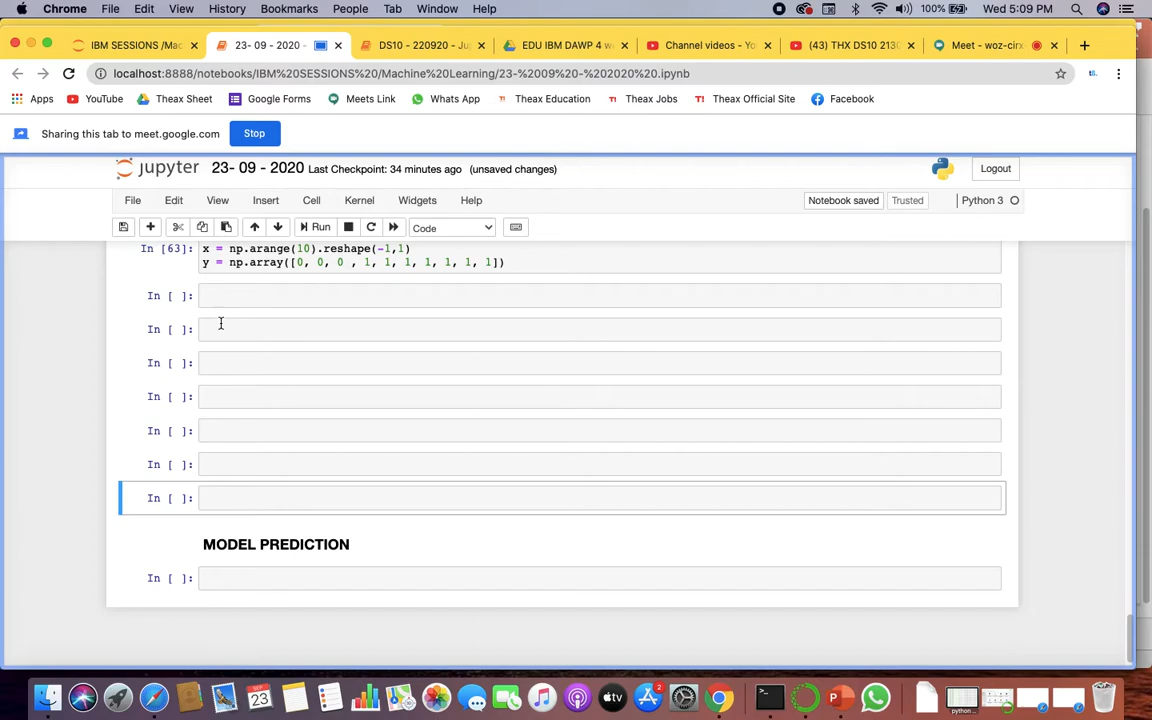 Chrome File Edit View History Bookmarks People Tab Window Help 100% Wed 5:09 PM
IBM SESSIONS /Mac × 23- 09 - 2020 - × DS10 - 220920 - Ju × EDU IBM DAWP 4 w × Channel videos - Yo × (43) THX DS10 2130 × Meet - woz-cirx ×
localhost:8888/notebooks/IBM%20SESSIONS%20/Machine%20Learning/23-%2009%20-%202020%20.ipynb
Apps YouTube Theax Sheet Google Forms Meets Link Whats App Theax Education Theax Jobs Theax Official Site Facebook
Sharing this tab to meet.google.com Stop
jupyter 23- 09 - 2020 Last Checkpoint: 34 minutes ago (unsaved changes) Logout
File Edit View Insert Cell Kernel Widgets Help Notebook saved Trusted Python 3
Run Code
In [63]: x = np.arange(10).reshape(-1,1)
y = np.array([0, 0, 0 , 1, 1, 1, 1, 1, 1, 1])
In [ ]:
In [ ]:
In [ ]:
In [ ]:
In [ ]:
In [ ]:
In [ ]:
MODEL PREDICTION
In [ ]: